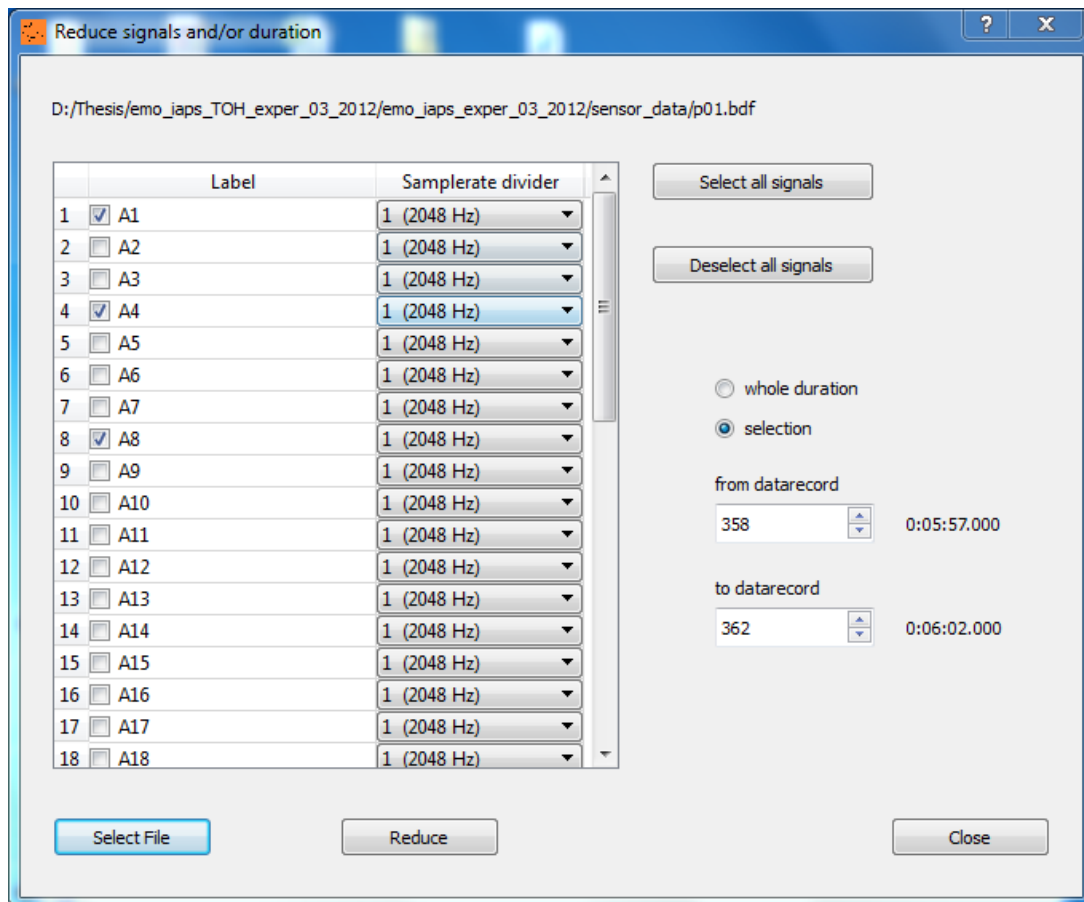 Reduce signals and/or duration
D:/Thesis/emo_iaps_TOH_exper_03_2012/emo_iaps_exper_03_2012/sensor_data/p01.bdf
Label Samplerate divider
1 A1 1 (2048 Hz)
2 A2 1 (2048 Hz)
3 A3 1 (2048 Hz)
4 A4 1 (2048 Hz)
5 A5 1 (2048 Hz)
6 A6 1 (2048 Hz)
7 A7 1 (2048 Hz)
8 A8 1 (2048 Hz)
9 A9 1 (2048 Hz)
10 A10 1 (2048 Hz)
11 A11 1 (2048 Hz)
12 A12 1 (2048 Hz)
13 A13 1 (2048 Hz)
14 A14 1 (2048 Hz)
15 A15 1 (2048 Hz)
16 A16 1 (2048 Hz)
17 A17 1 (2048 Hz)
18 A18 1 (2048 Hz)
Select all signals
Deselect all signals
whole duration
selection
from datarecord
358 0:05:57.000
to datarecord
362 0:06:02.000
Select File Reduce Close